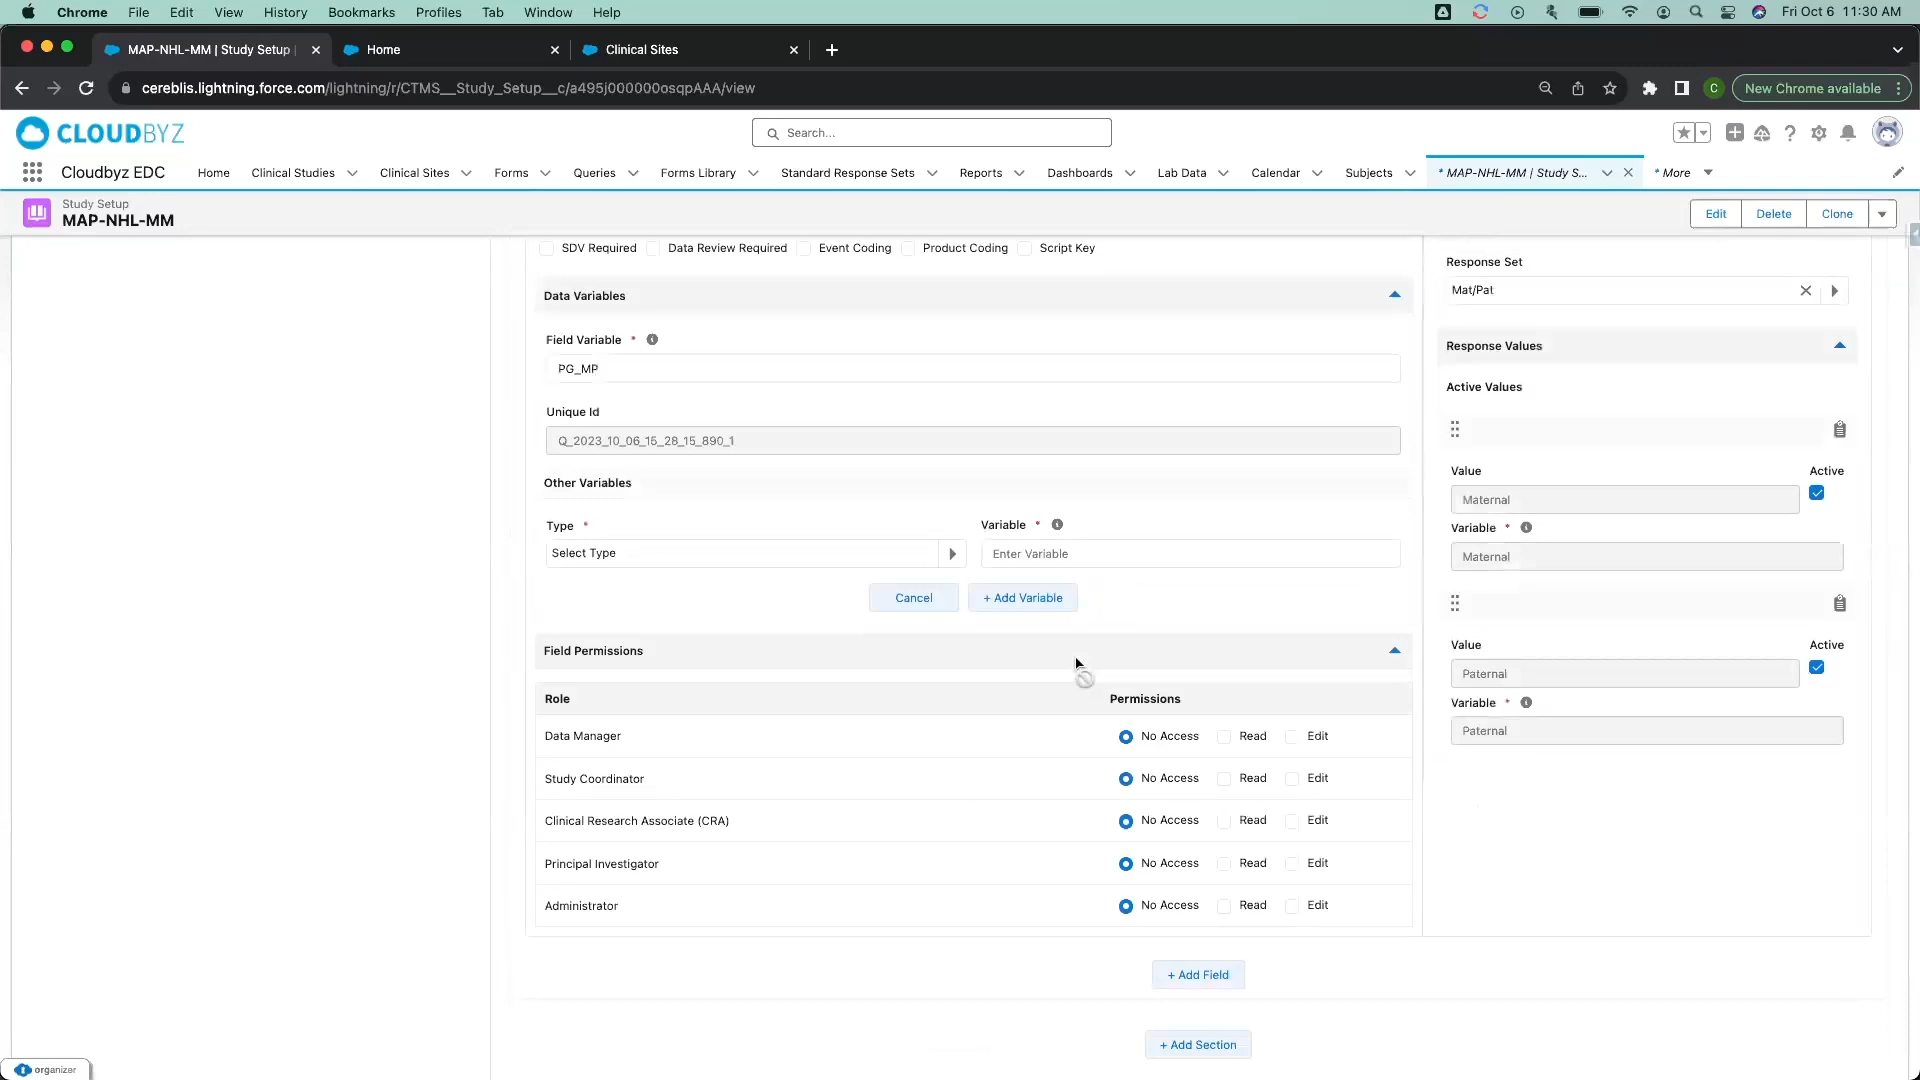 Chrome File Edit View History Bookmarks Profiles Tab Window Help Fri Oct 6 11:30 AM
MAP-NHL-MM | Study Setup | Home Clinical Sites
cereblis.lightning.force.com/lightning/r/CTMS__Study_Setup__c/a495j000000osqpAAA/view C New Chrome available
CLOUDBYZ Search...
Cloudbyz EDC Home Clinical Studies Clinical Sites Forms Queries Forms Library Standard Response Sets Reports Dashboards Lab Data Calendar Subjects * MAP-NHL-MM | Study S... * More
Study Setup
MAP-NHL-MM Edit Delete Clone
SDV Required Data Review Required Event Coding Product Coding Script Key
Response Set
Mat/Pat
Data Variables
Field Variable *
PG_MP
Unique Id
Q_2023_10_06_15_28_15_890_1
Other Variables
Type * Variable *
Select Type Enter Variable
Cancel + Add Variable
Field Permissions
Role Permissions
Data Manager No Access Read Edit
Study Coordinator No Access Read Edit
Clinical Research Associate (CRA) No Access Read Edit
Principal Investigator No Access Read Edit
Administrator No Access Read Edit
Response Values
Active Values
Value Active
Maternal
Variable *
Maternal
Value Active
Paternal
Variable *
Paternal
+ Add Field
+ Add Section
organizer